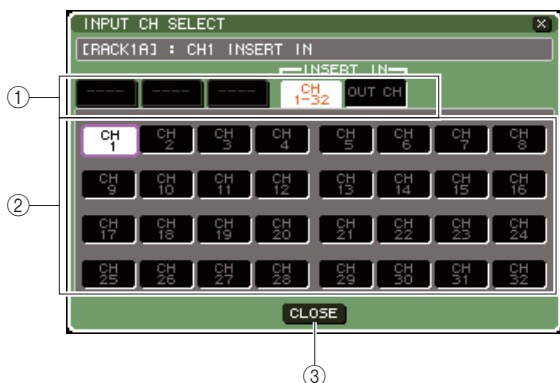 INPUT CH SELECT
[RACK1A] : CH1 INSERT IN
INSERT IN
---- ---- ---- CH 1-32 OUT CH
CH 1 CH 2 CH 3 CH 4 CH 5 CH 6 CH 7 CH 8
CH 9 CH 10 CH 11 CH 12 CH 13 CH 14 CH 15 CH 16
CH 17 CH 18 CH 19 CH 20 CH 21 CH 22 CH 23 CH 24
CH 25 CH 26 CH 27 CH 28 CH 29 CH 30 CH 31 CH 32
CLOSE
① 
② 
③